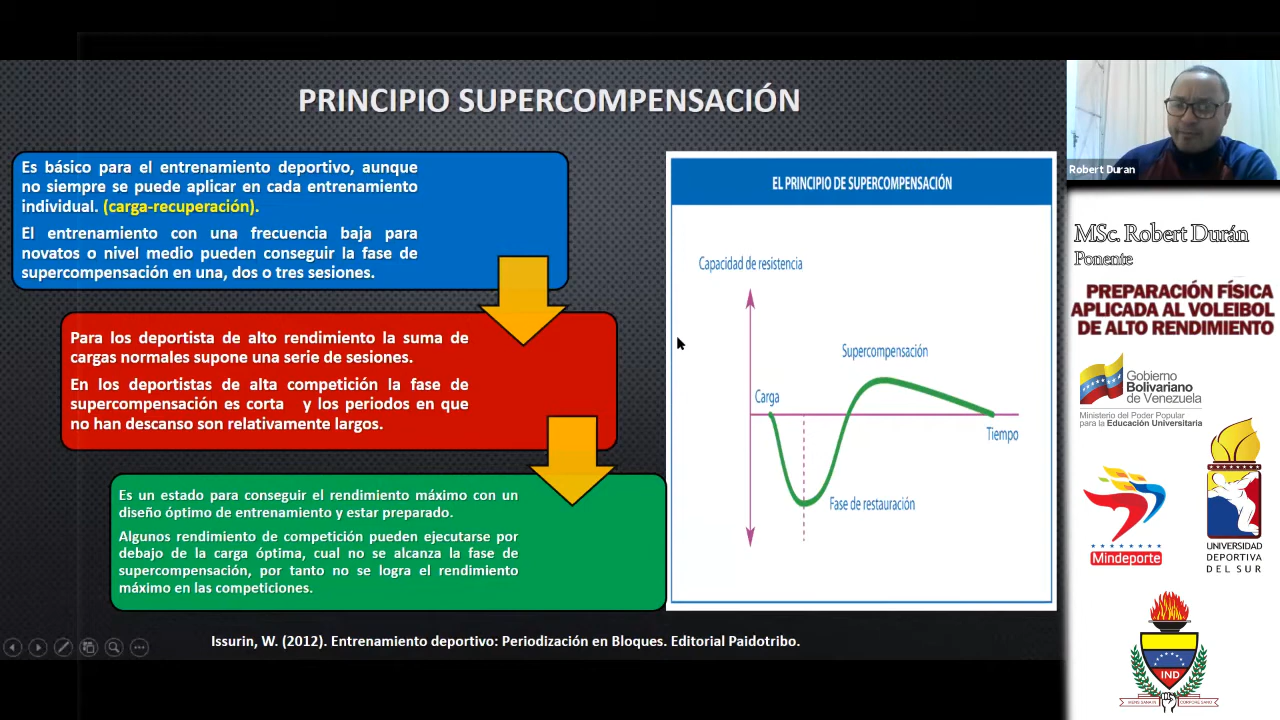 PRINCIPIO SUPERCOMPENSACIÓN
Es básico para el entrenamiento deportivo, aunque
no siempre se puede aplicar en cada entrenamiento
individual. (carga-recuperación).
El entrenamiento con una frecuencia baja para
novatos o nivel medio pueden conseguir la fase de
supercompensación en una, dos o tres sesiones.
Para los deportista de alto rendimiento la suma de
cargas normales supone una serie de sesiones.
En los deportistas de alta competición la fase de
supercompensación es corta y los periodos en que
no han descanso son relativamente largos.
Es un estado para conseguir el rendimiento máximo con un
diseño óptimo de entrenamiento y estar preparado.
Algunos rendimiento de competición pueden ejecutarse por
debajo de la carga óptima, cual no se alcanza la fase de
supercompensación, por tanto no se logra el rendimiento
máximo en las competiciones.
EL PRINCIPIO DE SUPERCOMPENSACIÓN
Capacidad de resistencia
Supercompensación
Carga
Tiempo
Fase de restauración
Issurin, W. (2012). Entrenamiento deportivo: Periodización en Bloques. Editorial Paidotribo.
Robert Duran
MSc. Robert Durán
Ponente
PREPARACIÓN FÍSICA
APLICADA AL VOLEIBOL
DE ALTO RENDIMIENTO
Gobierno
Bolivariano
de Venezuela
Ministerio del Poder Popular
para la Educación Universitaria
Mindeporte
UNIVERSIDAD
DEPORTIVA
DEL SUR
IND
MENS SANA IN CORPORE SANO